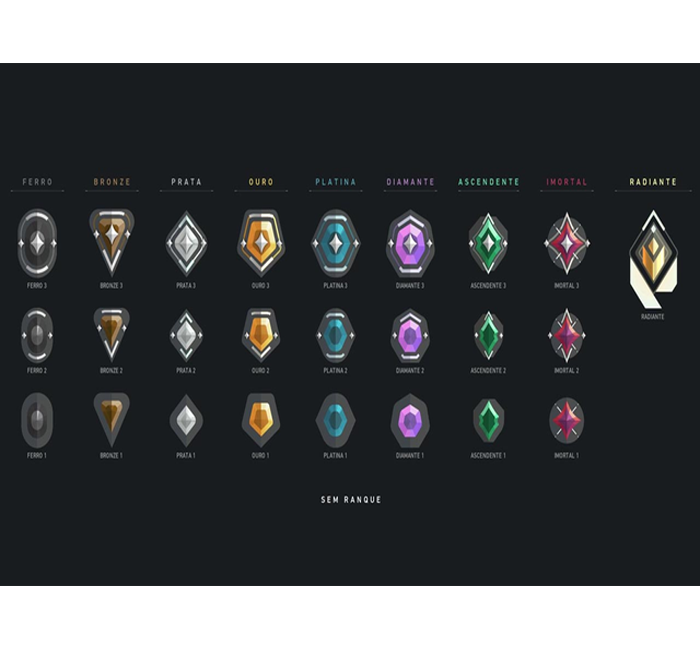 FERRO BRONZE PRATA OURO PLATINA DIAMANTE ASCENDENTE IMORTAL RADIANTE
FERRO 3 BRONZE 3 PRATA 3 OURO 3 PLATINA 3 DIAMANTE 3 ASCENDENTE 3 IMORTAL 3
RADIANTE
FERRO 2 BRONZE 2 PRATA 2 OURO 2 PLATINA 2 DIAMANTE 2 ASCENDENTE 2 IMORTAL 2
FERRO 1 BRONZE 1 PRATA 1 OURO 1 PLATINA 1 DIAMANTE 1 ASCENDENTE 1 IMORTAL 1
SEM RANQUE